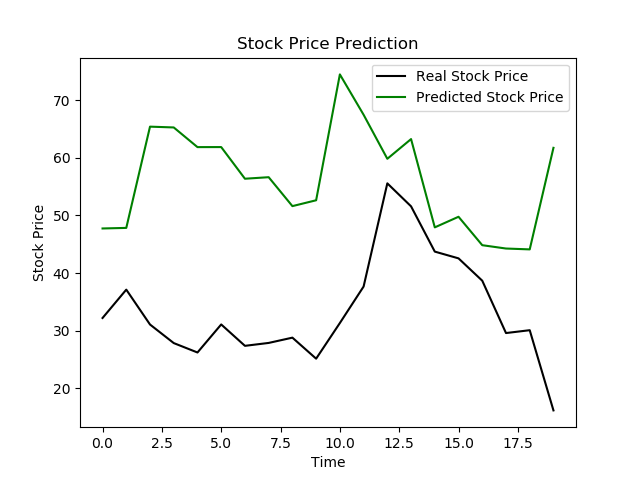 Stock Price Prediction
Real Stock Price
Predicted Stock Price
70
60
50
40
30
20
Stock Price
0.0 2.5 5.0 7.5 10.0 12.5 15.0 17.5
Time